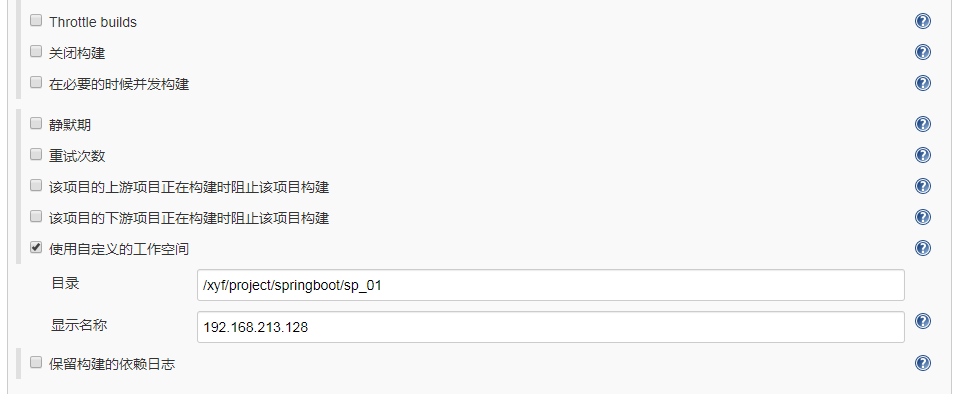 Throttle builds
关闭构建
在必要的时候并发构建
静默期
重试次数
该项目的上游项目正在构建时阻止该项目构建
该项目的下游项目正在构建时阻止该项目构建
使用自定义的工作空间
目录 /xyf/project/springboot/sp_01
显示名称 192.168.213.128
保留构建的依赖日志